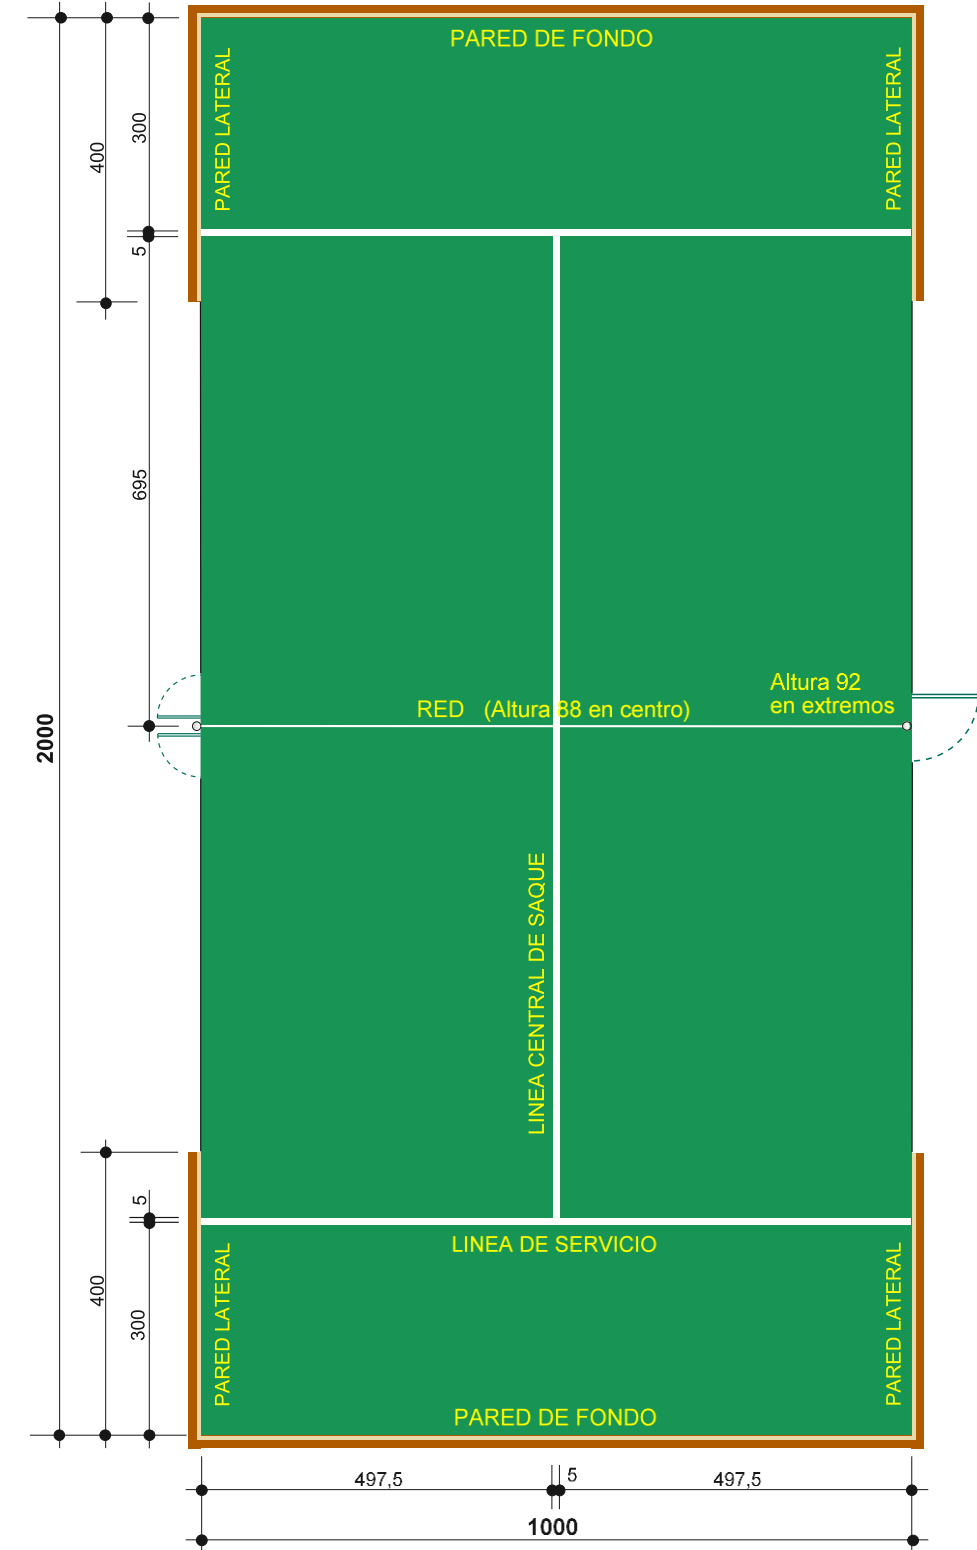 PARED DE FONDO
PARED LATERAL
PARED LATERAL
300
400
5
695
2000
Altura 92
en extremos
RED (Altura 88 en centro)
LINEA CENTRAL DE SAQUE
5
400
300
LINEA DE SERVICIO
PARED LATERAL
PARED LATERAL
PARED DE FONDO
497,5
5
497,5
1000